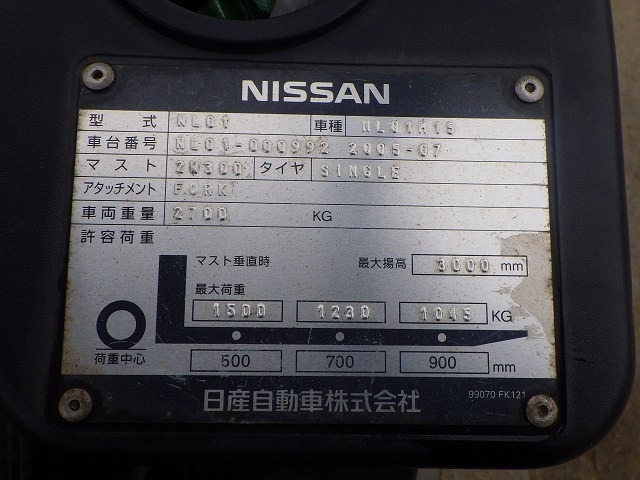 NISSAN
型式 NL01 車種 NL01H15
車台番号 NL01-000992 2005-07
マスト 2W300 タイヤ SINGLE
アタッチメント FORK
車両重量 2700 KG
許容荷重
マスト垂直時 最大揚高 3000 mm
最大荷重
1500 1230 1045 KG
荷重中心 500 700 900 mm
日産自動車株式会社 99070 FK121